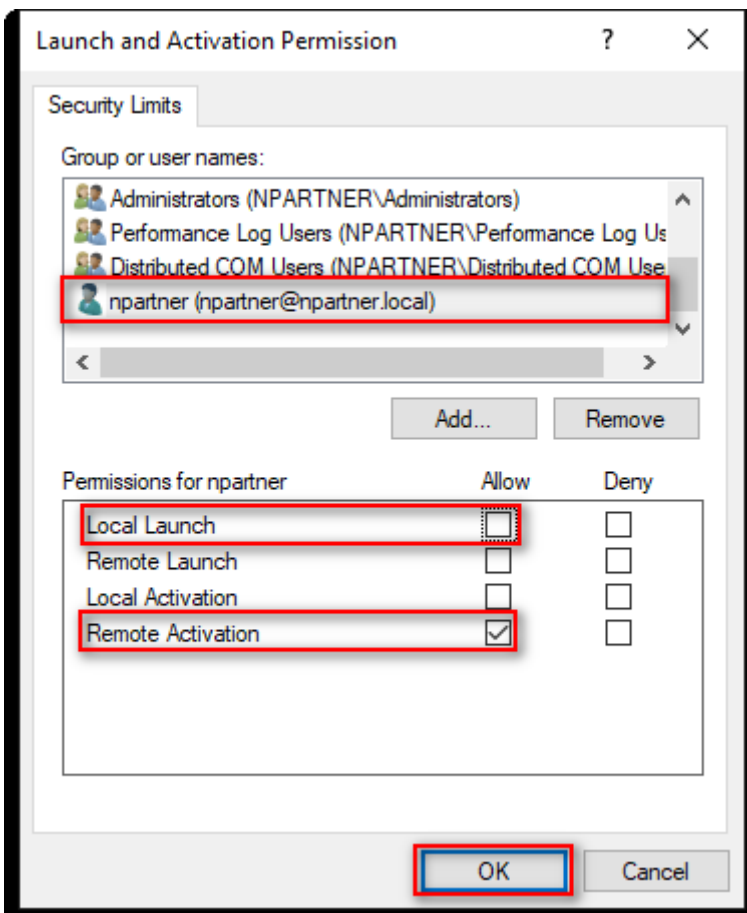 Launch and Activation Permission ? ×
Security Limits
Group or user names:
Administrators (NPARTNER\Administrators)
Performance Log Users (NPARTNER\Performance Log Us
Distributed COM Users (NPARTNER\Distributed COM Use
npartner (npartner@npartner.local)
Add... Remove
Permissions for npartner Allow Deny
Local Launch
Remote Launch
Local Activation
Remote Activation
OK Cancel